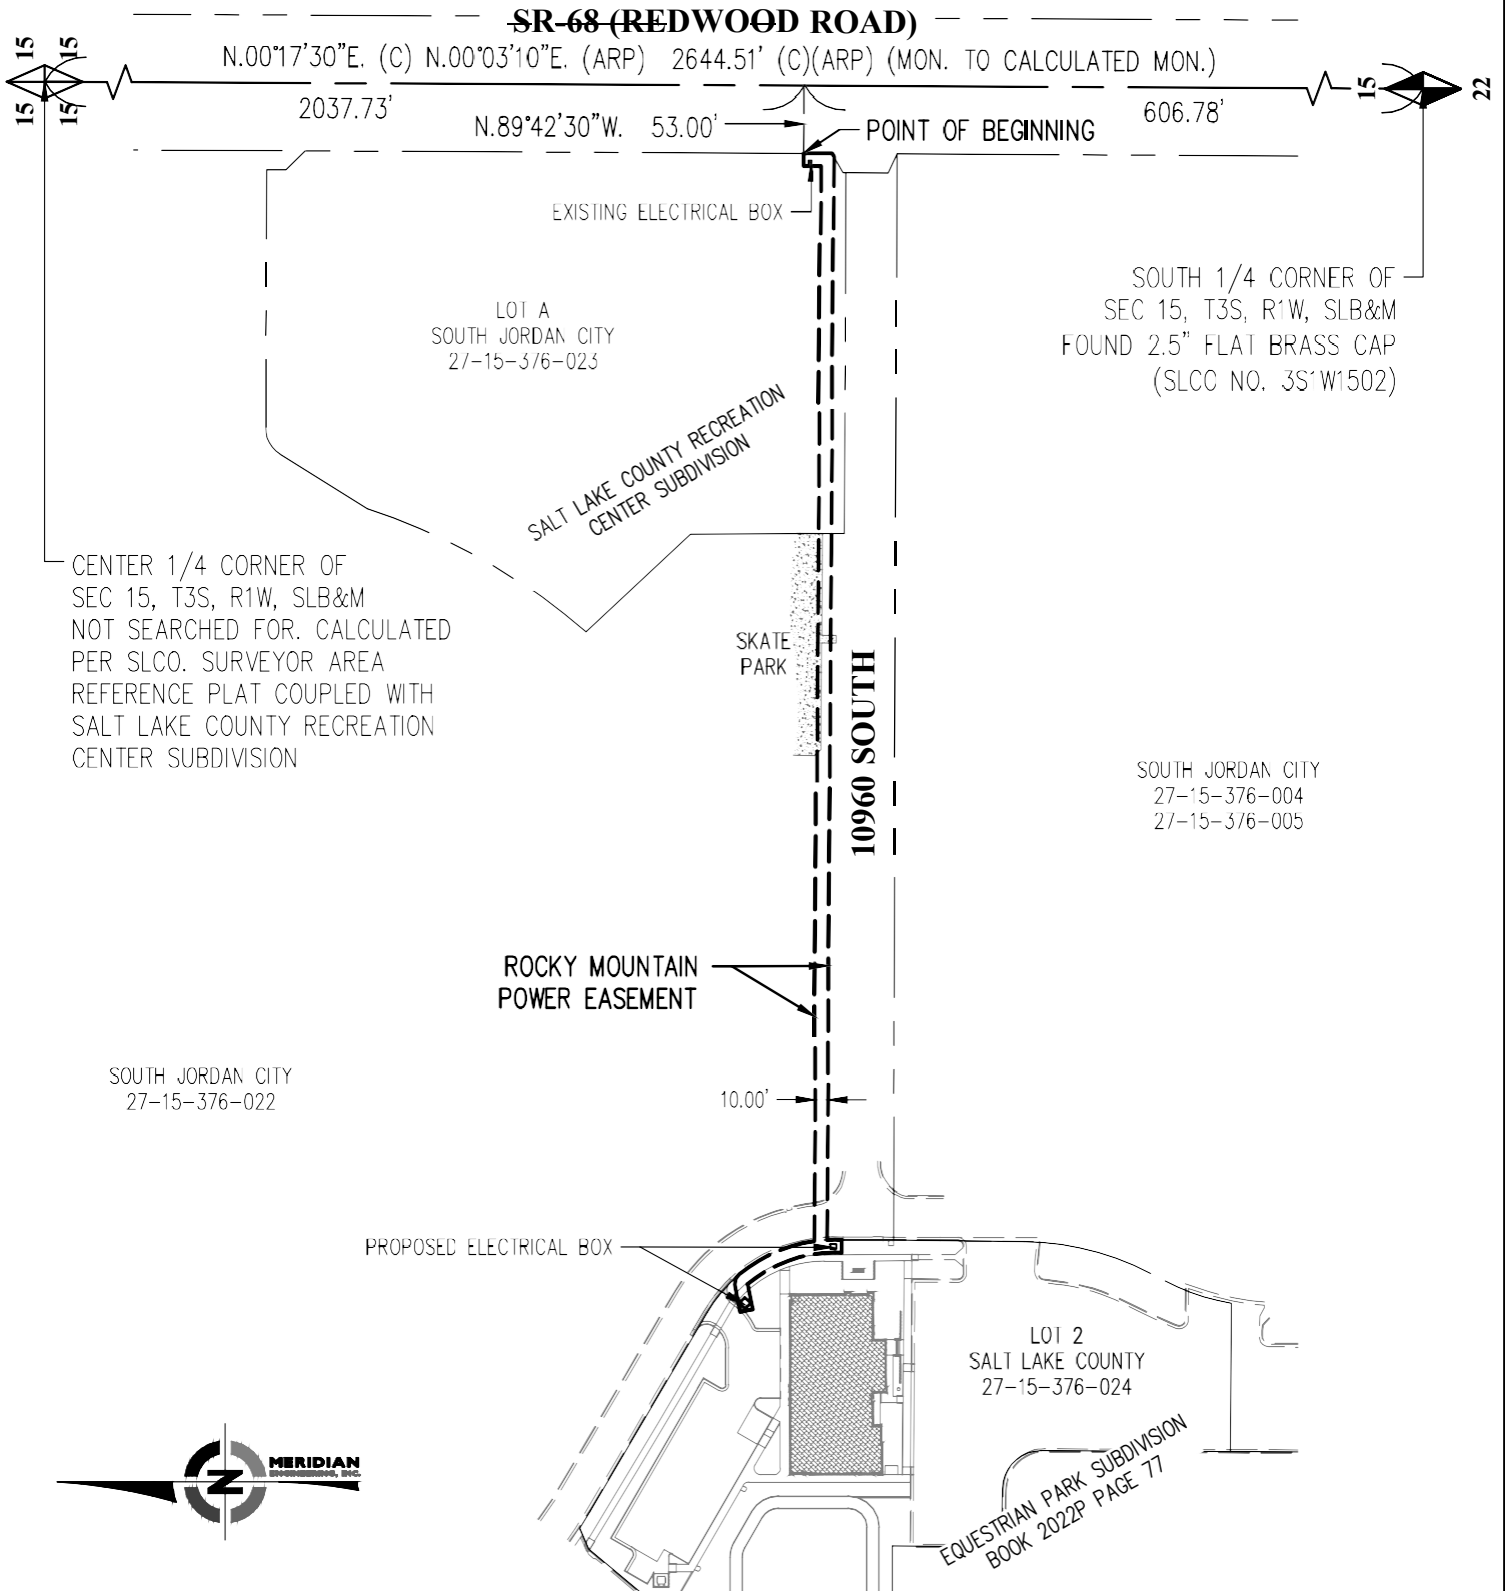 SR-68 (REDWOOD ROAD)
N.00°17'30"E. (C) N.00°03'10"E. (ARP) 2644.51' (C)(ARP) (MON. TO CALCULATED MON.)
15 15
15 15
15
22
2037.73'
606.78'
N.89°42'30"W. 53.00'
POINT OF BEGINNING
EXISTING ELECTRICAL BOX
LOT A
SOUTH JORDAN CITY
27-15-376-023
SOUTH 1/4 CORNER OF
SEC 15, T3S, R1W, SLB&M
FOUND 2.5" FLAT BRASS CAP
(SLCC NO. 3S1W1502)
SALT LAKE COUNTY RECREATION
CENTER SUBDIVISION
CENTER 1/4 CORNER OF
SEC 15, T3S, R1W, SLB&M
NOT SEARCHED FOR. CALCULATED
PER SLCO. SURVEYOR AREA
REFERENCE PLAT COUPLED WITH
SALT LAKE COUNTY RECREATION
CENTER SUBDIVISION
SKATE
PARK
10960 SOUTH
SOUTH JORDAN CITY
27-15-376-004
27-15-376-005
ROCKY MOUNTAIN
POWER EASEMENT
SOUTH JORDAN CITY
27-15-376-022
10.00'
PROPOSED ELECTRICAL BOX
LOT 2
SALT LAKE COUNTY
27-15-376-024
EQUESTRIAN PARK SUBDIVISION
BOOK 2022P PAGE 77
N
MERIDIAN
ENGINEERING, INC.